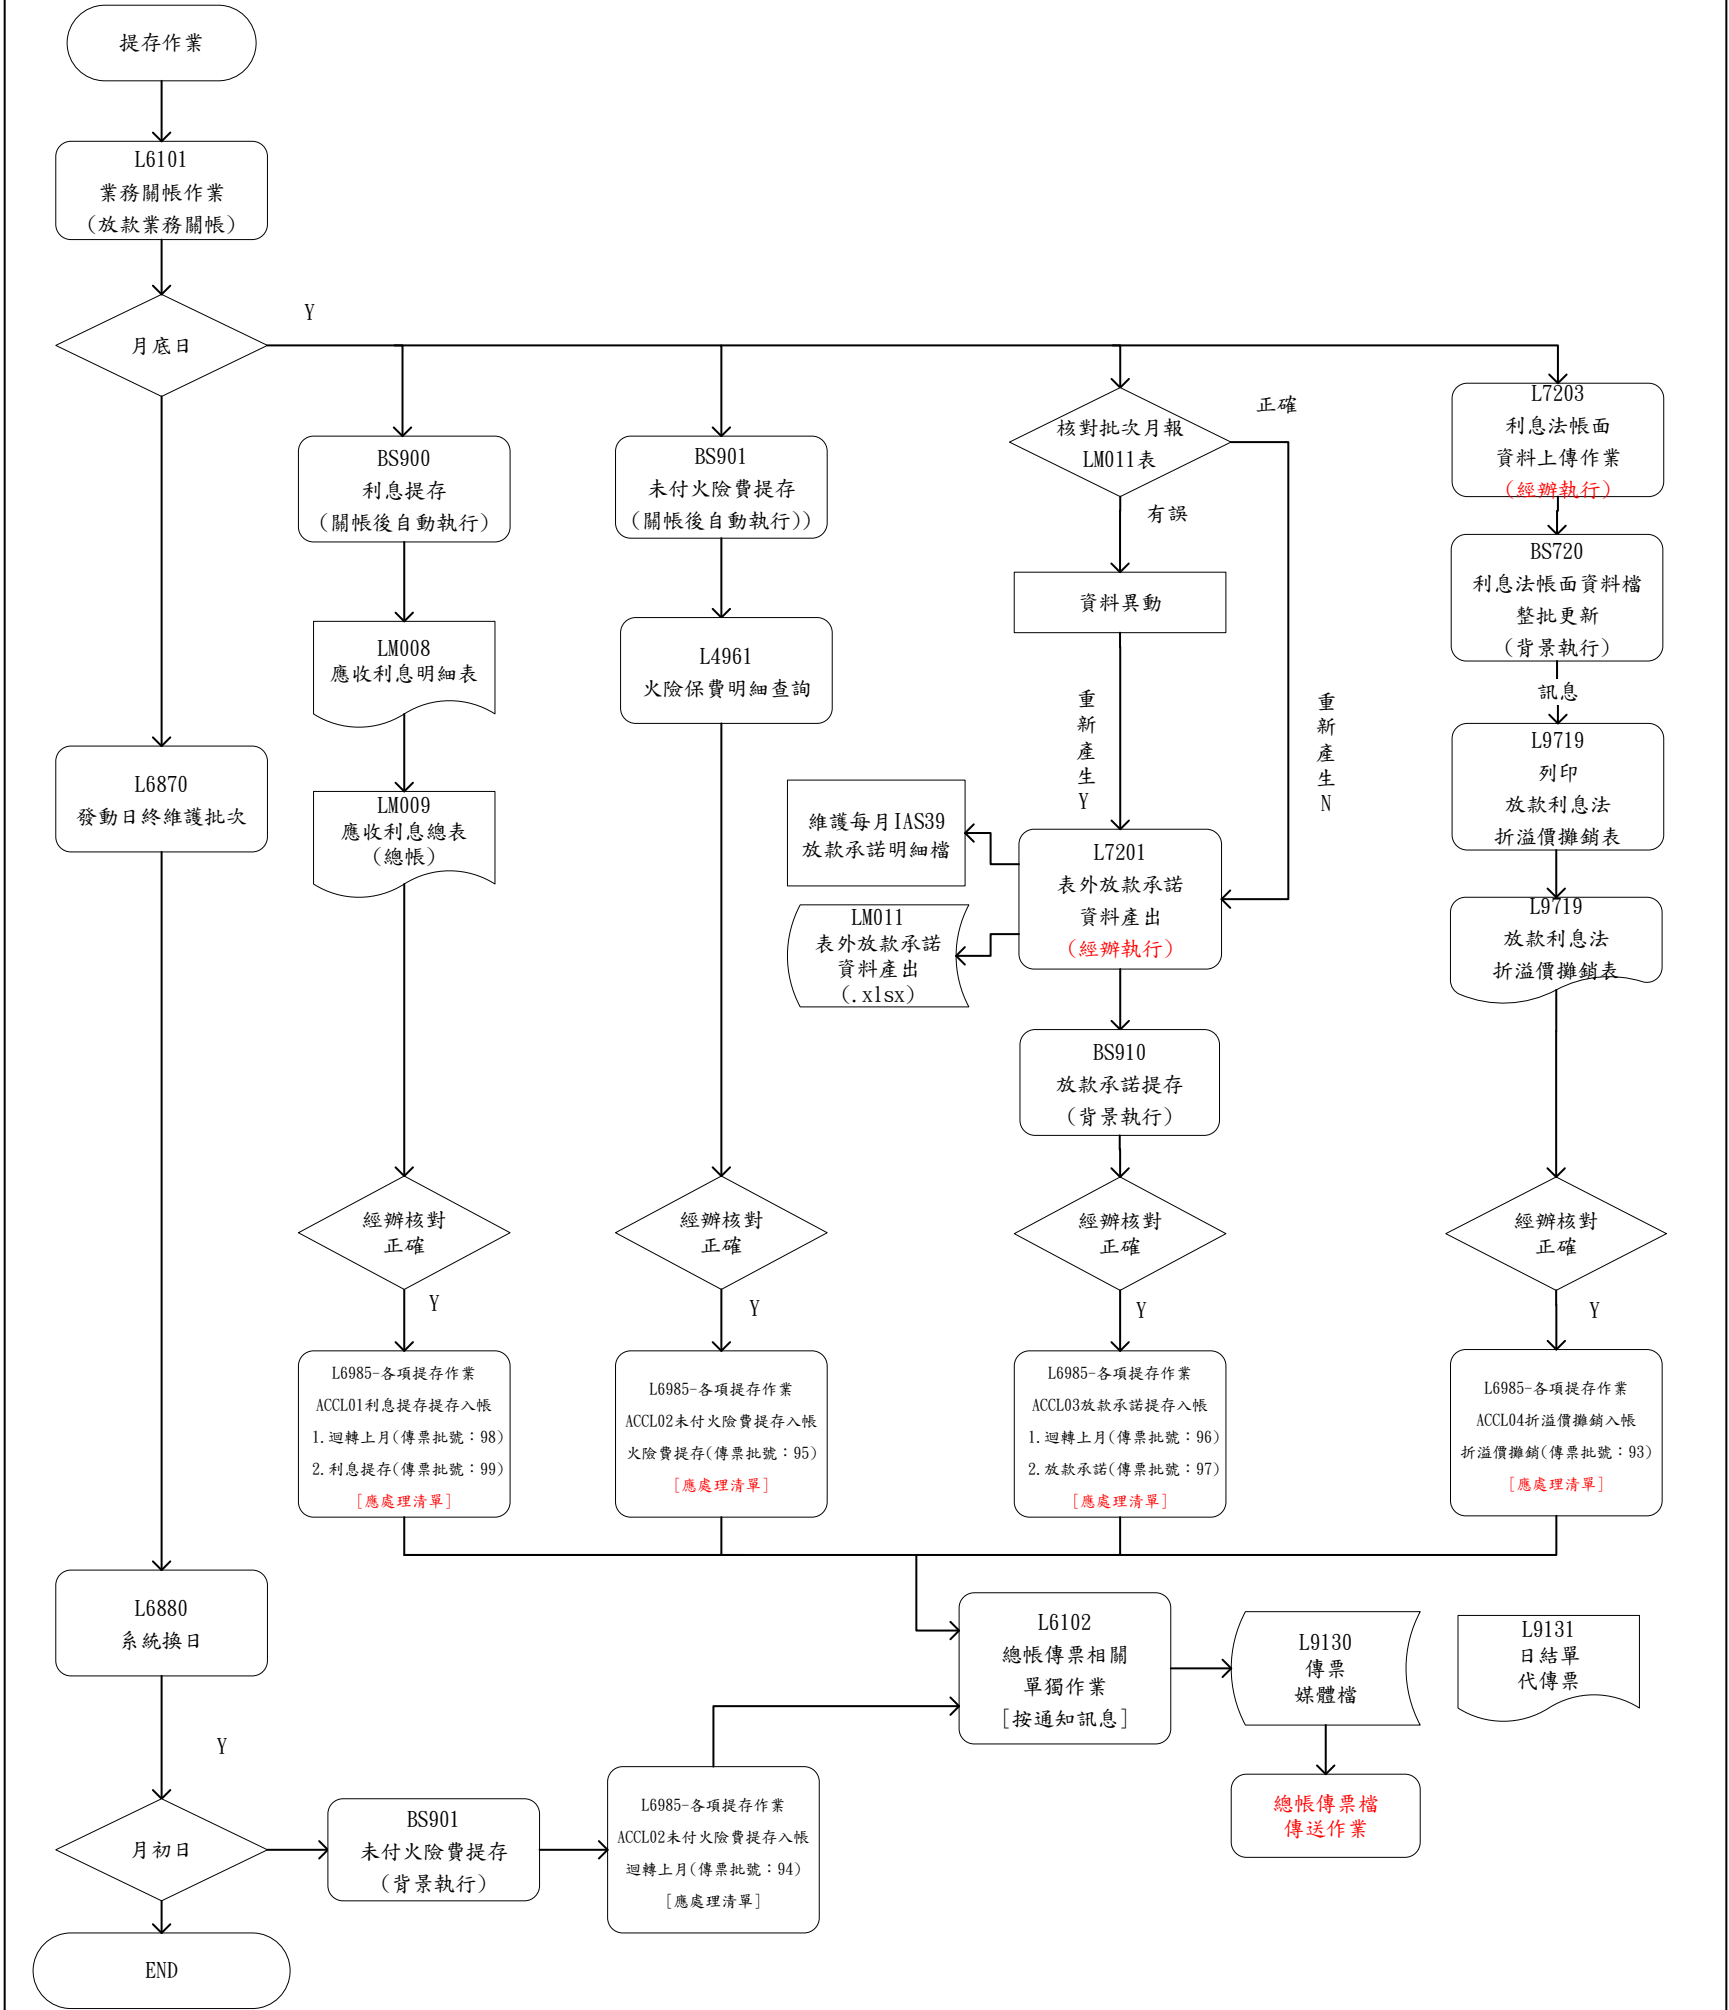 提存作業
L6101
業務關帳作業
(放款業務關帳)
月底日
Y
L6870
發動日終維護批次
L6880
系統換日
Y
月初日
END
BS900
利息提存
(關帳後自動執行)
LM008
應收利息明細表
LM009
應收利息總表
(總帳)
經辦核對
正確
Y
L6985-各項提存作業
ACCL01利息提存提存入帳
1.迴轉上月(傳票批號：98)
2.利息提存(傳票批號：99)
[應處理清單]
BS901
未付火險費提存
(關帳後自動執行))
L4961
火險保費明細查詢
經辦核對
正確
Y
L6985-各項提存作業
ACCL02未付火險費提存入帳
火險費提存(傳票批號：95)
[應處理清單]
核對批次月報
LM011表
正確
有誤
資料異動
重
新
產
生
Y
重
新
產
生
N
維護每月IAS39
放款承諾明細檔
LM011
表外放款承諾
資料產出
(.xlsx)
L7201
表外放款承諾
資料產出
(經辦執行)
BS910
放款承諾提存
(背景執行)
經辦核對
正確
Y
L6985-各項提存作業
ACCL03放款承諾提存入帳
1.迴轉上月(傳票批號：96)
2.放款承諾(傳票批號：97)
[應處理清單]
L7203
利息法帳面
資料上傳作業
(經辦執行)
BS720
利息法帳面資料檔
整批更新
(背景執行)
訊息
L9719
列印
放款利息法
折溢價攤銷表
L9719
放款利息法
折溢價攤銷表
經辦核對
正確
Y
L6985-各項提存作業
ACCL04折溢價攤銷入帳
折溢價攤銷(傳票批號：93)
[應處理清單]
BS901
未付火險費提存
(背景執行)
L6985-各項提存作業
ACCL02未付火險費提存入帳
迴轉上月(傳票批號：94)
[應處理清單]
L6102
總帳傳票相關
單獨作業
[按通知訊息]
L9130
傳票
媒體檔
L9131
日結單
代傳票
總帳傳票檔
傳送作業